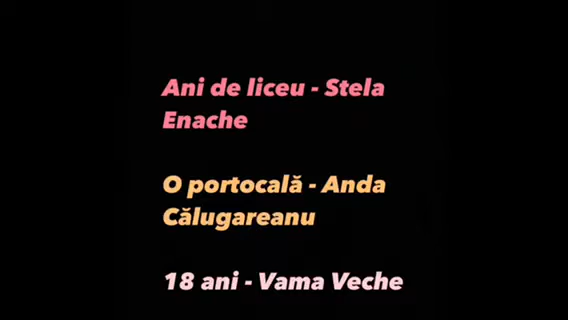 Ani de liceu - Stela
Enache
O portocală - Anda
Călugareanu
18 ani - Vama Veche